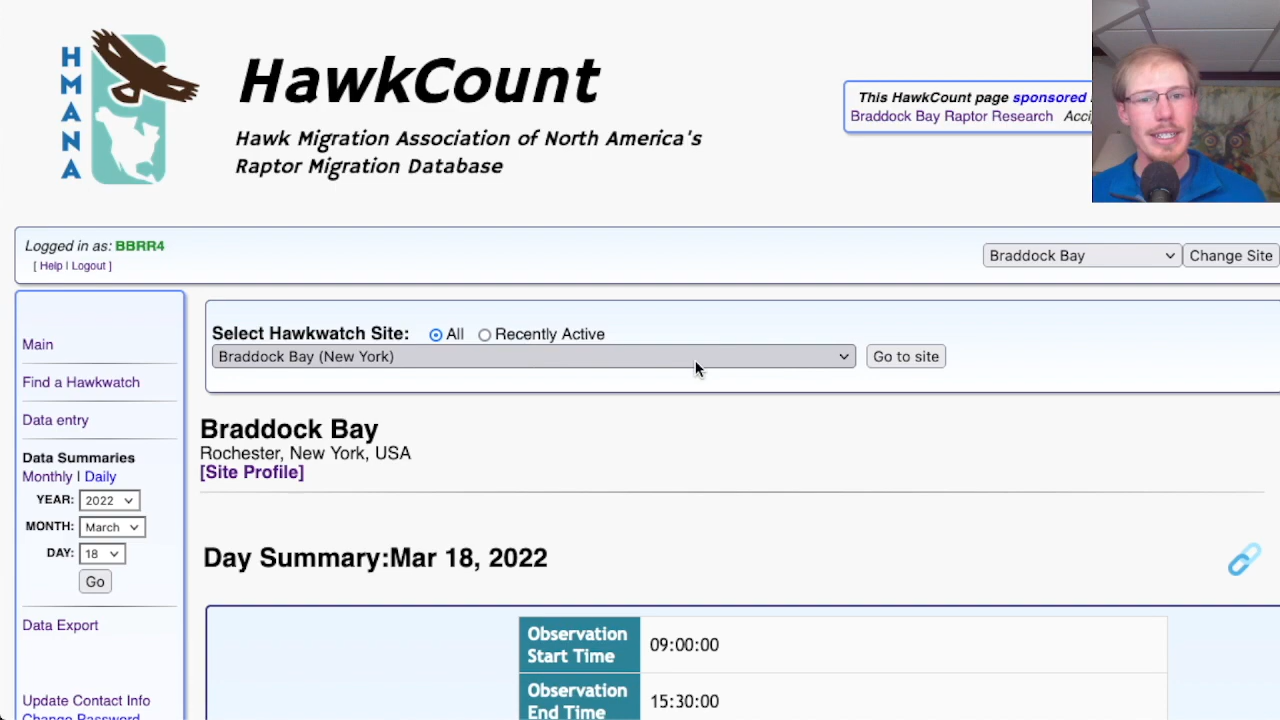 HMANA
HawkCount
Hawk Migration Association of North America's
Raptor Migration Database
This HawkCount page sponsored
Braddock Bay Raptor Research
Logged in as: BBRR4
[ Help | Logout ]
Braddock Bay
Change Site
Main
Find a Hawkwatch
Data entry
Data Summaries
Monthly | Daily
YEAR: 2022
MONTH: March
DAY: 18
Go
Data Export
Update Contact Info
Change Password
Select Hawkwatch Site: All Recently Active
Braddock Bay (New York)
Go to site
Braddock Bay
Rochester, New York, USA
[Site Profile]
Day Summary:Mar 18, 2022
Observation
Start Time
09:00:00
Observation
End Time
15:30:00